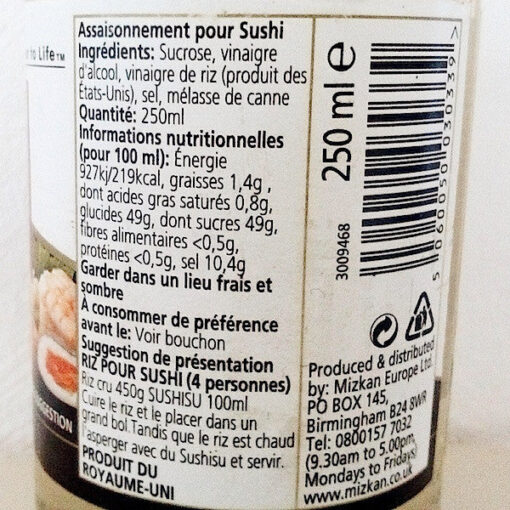 to Life™
Assaisonnement pour Sushi
Ingrédients: Sucrose, vinaigre
d'alcool, vinaigre de riz (produit des
États-Unis), sel, mélasse de canne
Quantité: 250ml
Informations nutritionnelles
(pour 100 ml): Énergie
927kj/219kcal, graisses 1,4g ,
dont acides gras saturés 0,8g,
glucides 49g, dont sucres 49g,
fibres alimentaires <0,5g,
protéines <0,5g, sel 10,4g
Garder dans un lieu frais et
sombre
À consommer de préférence
avant le: Voir bouchon
Suggestion de présentation
RIZ POUR SUSHI (4 personnes)
Riz cru 450g SUSHISU 100ml
Cuire le riz et le placer dans un
grand bol.Tandis que le riz est chaud
l'asperger avec du Sushisu et servir.
PRODUIT DU
ROYAUME-UNI
250 ml e
3009468
5 060050 030339 >
Produced & distributed
by: Mizkan Europe Ltd.
PO BOX 145,
Birmingham B24 8WR
Tel: 0800157 7032
(9.30am to 5.00pm,
Mondays to Fridays)
www.mizkan.co.uk